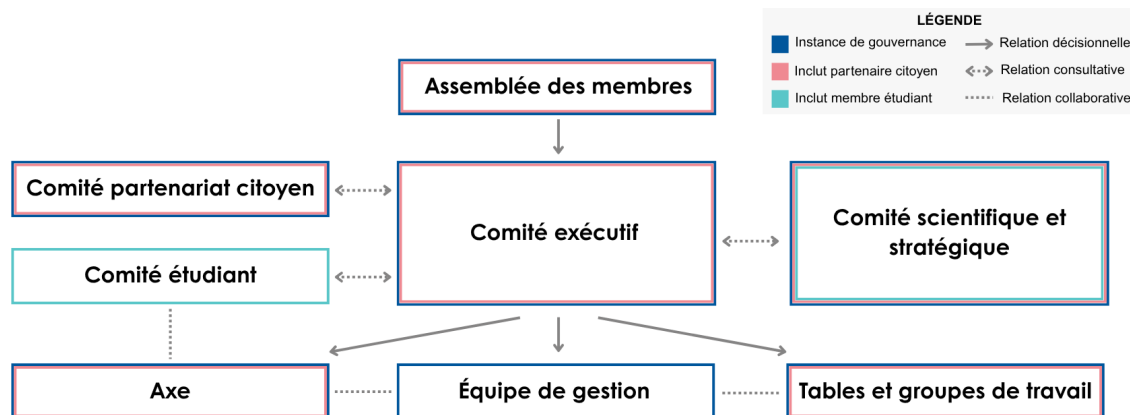 LÉGENDE
Instance de gouvernance
Relation décisionnelle
Inclut partenaire citoyen
Relation consultative
Inclut membre étudiant
Relation collaborative
Assemblée des membres
Comité partenariat citoyen
Comité exécutif
Comité scientifique et
stratégique
Comité étudiant
Axe
Équipe de gestion
Tables et groupes de travail